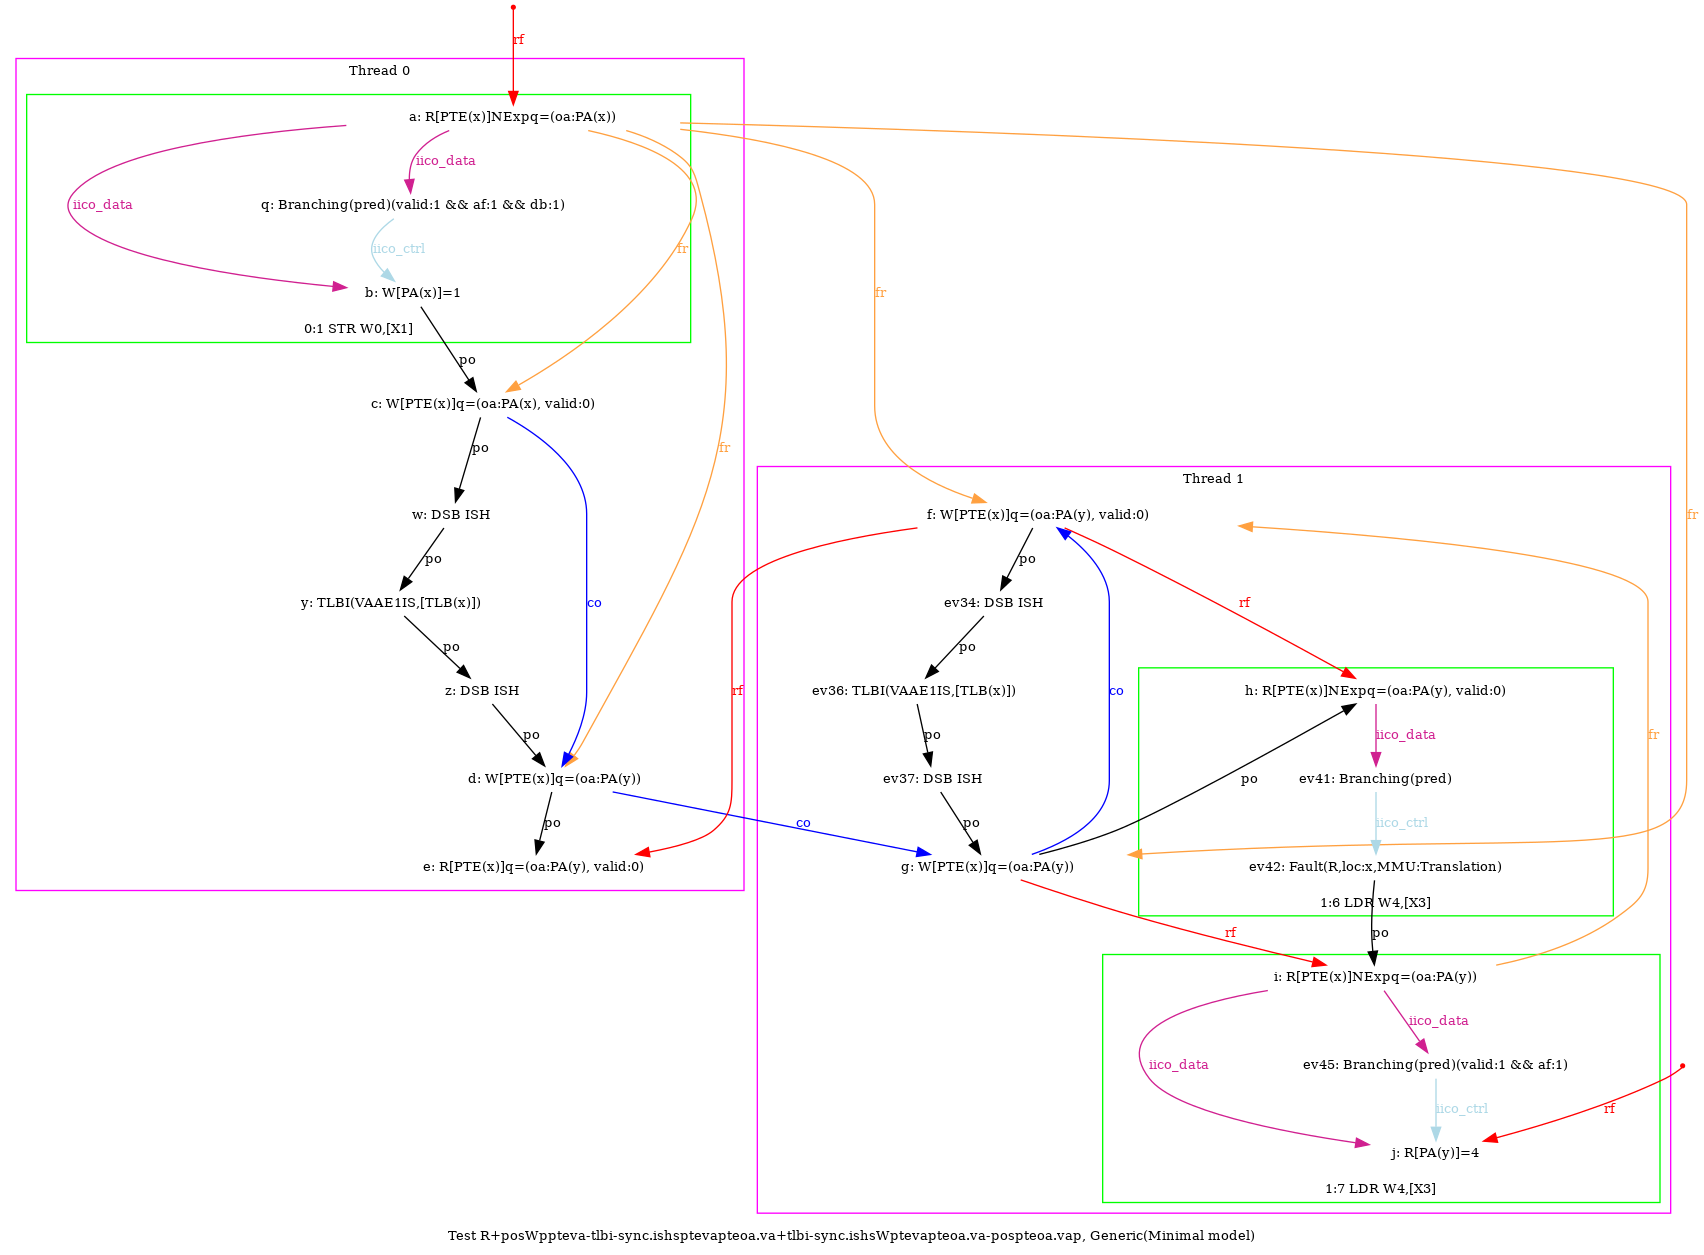 rf
Thread 0
a: R[PTE(x)]NExpq=(oa:PA(x))
iico_data
iico_data
q: Branching(pred)(valid:1 && af:1 && db:1)
iico_ctrl
fr
fr
b: W[PA(x)]=1
0:1 STR W0,[X1]
po
c: W[PTE(x)]q=(oa:PA(x), valid:0)
po
fr
Thread 1
w: DSB ISH
f: W[PTE(x)]q=(oa:PA(y), valid:0)
fr
po
po
y: TLBI(VAAE1IS,[TLB(x)])
co
ev34: DSB ISH
rf
po
po
z: DSB ISH
rf
ev36: TLBI(VAAE1IS,[TLB(x)])
co
h: R[PTE(x)]NExpq=(oa:PA(y), valid:0)
po
po
iico_data
fr
d: W[PTE(x)]q=(oa:PA(y))
ev37: DSB ISH
po
ev41: Branching(pred)
po
co
po
iico_ctrl
e: R[PTE(x)]q=(oa:PA(y), valid:0)
g: W[PTE(x)]q=(oa:PA(y))
ev42: Fault(R,loc:x,MMU:Translation)
1:6 LDR W4,[X3]
rf
po
i: R[PTE(x)]NExpq=(oa:PA(y))
iico_data
iico_data
ev45: Branching(pred)(valid:1 && af:1)
iico_ctrl
rf
j: R[PA(y)]=4
1:7 LDR W4,[X3]
Test R+posWppteva-tlbi-sync.ishsptevapteoa.va+tlbi-sync.ishsWptevapteoa.va-pospteoa.vap, Generic(Minimal model)